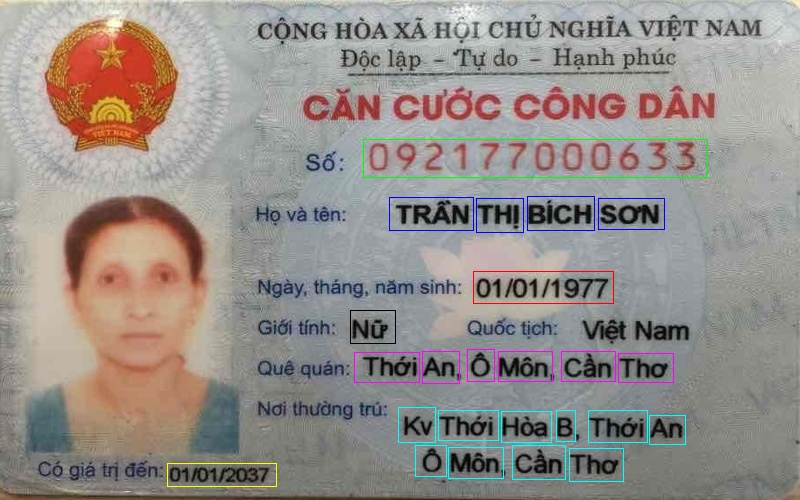 CỘNG HÒA XÃ HỘI CHỦ NGHĨA VIỆT NAM
Độc lập - Tự do - Hạnh phúc
CĂN CƯỚC CÔNG DÂN
Số: 092177000633
Họ và tên: TRẦN THỊ BÍCH SƠN
Ngày, tháng, năm sinh: 01/01/1977
Giới tính: Nữ Quốc tịch: Việt Nam
Quê quán: Thới An, Ô Môn, Cần Thơ
Nơi thường trú: Kv Thới Hòa B, Thới An
Ô Môn, Cần Thơ
Có giá trị đến: 01/01/2037